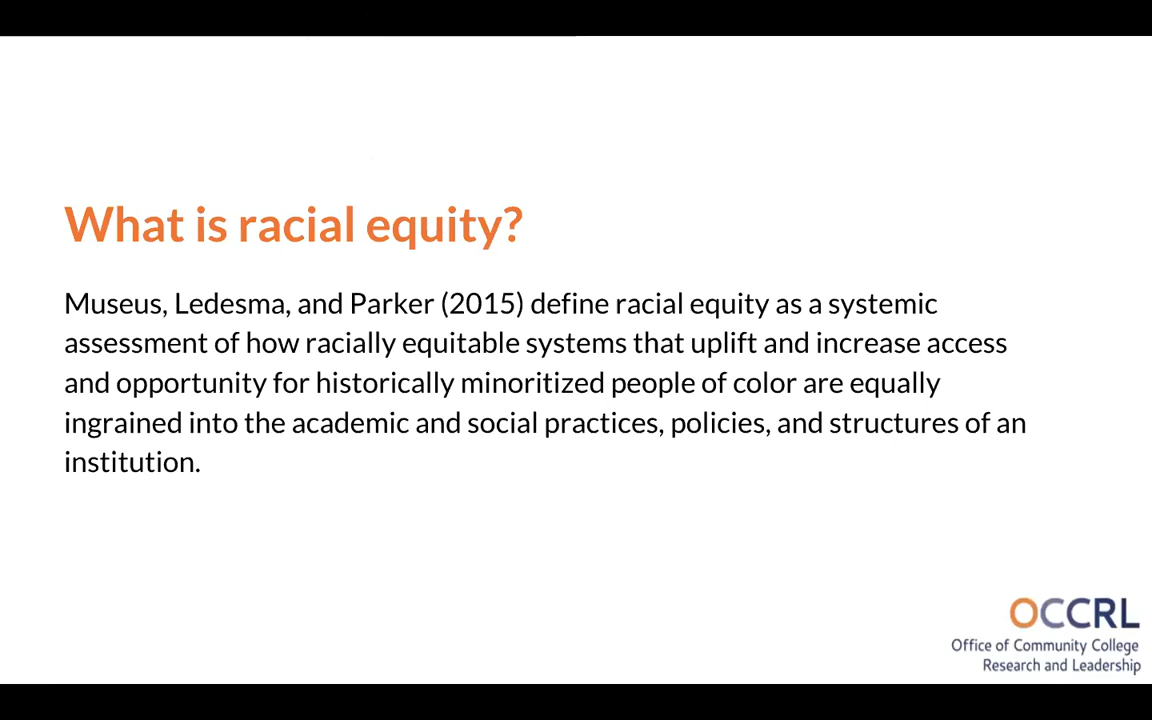 What is racial equity?
Museus, Ledesma, and Parker (2015) define racial equity as a systemic
assessment of how racially equitable systems that uplift and increase access
and opportunity for historically minoritized people of color are equally
ingrained into the academic and social practices, policies, and structures of an
institution.
OCCRL
Office of Community College
Research and Leadership